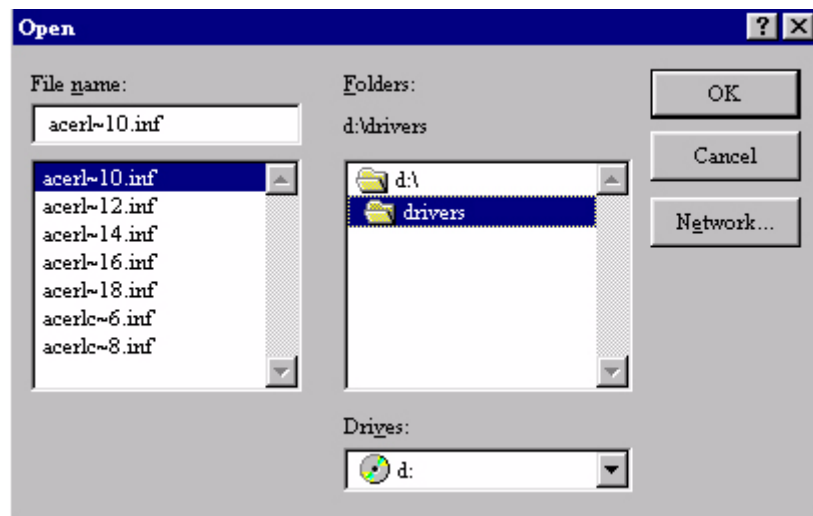 Open
File name:
acerl~10.inf
acerl~10.inf
acerl~12.inf
acerl~14.inf
acerl~16.inf
acerl~18.inf
acerlc~6.inf
acerlc~8.inf
Folders:
d:\drivers
d:\
drivers
Drives:
d:
OK
Cancel
Network...